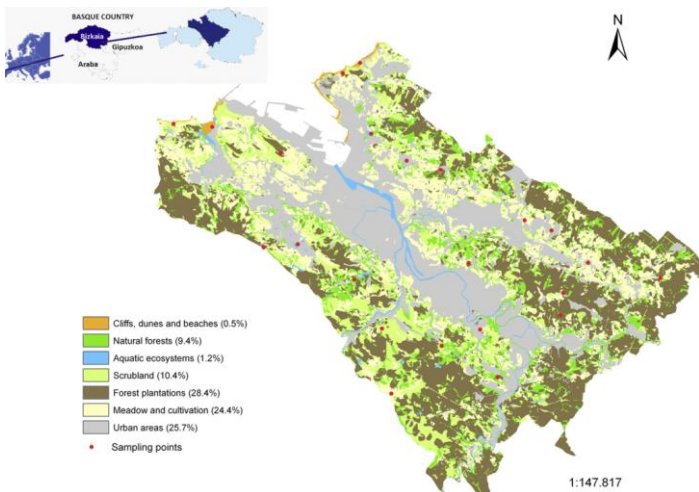 BASQUE COUNTRY
Bizkaia
Gipuzkoa
Araba
N
Cliffs, dunes and beaches (0.5%)
Natural forests (9.4%)
Aquatic ecosystems (1.2%)
Scrubland (10.4%)
Forest plantations (28.4%)
Meadow and cultivation (24.4%)
Urban areas (25.7%)
Sampling points
1:147.817